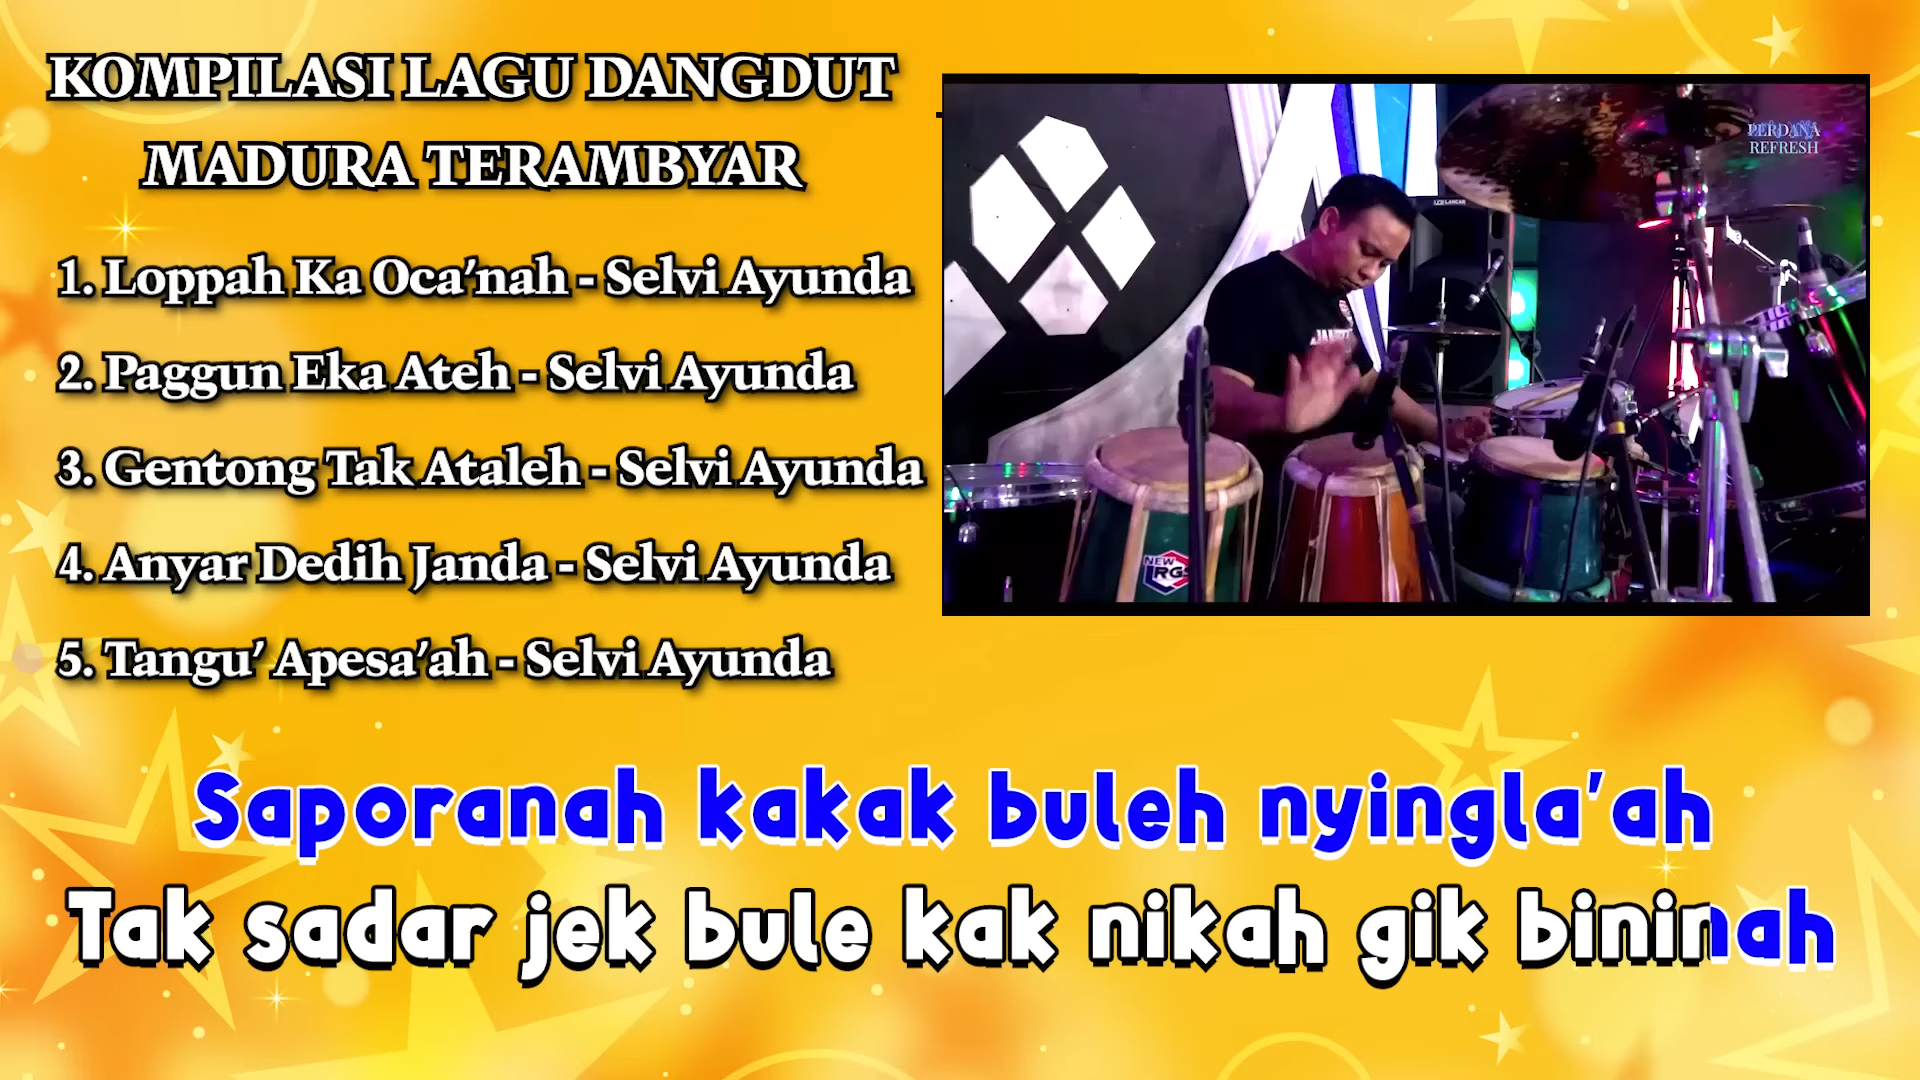 KOMPILASI LAGU DANGDUT
MADURA TERAMBYAR
1. Loppah Ka Oca'nah - Selvi Ayunda
2. Paggun Eka Ateh - Selvi Ayunda
3. Gentong Tak Ataleh - Selvi Ayunda
4. Anyar Dedih Janda - Selvi Ayunda
5. Tangu' Apesa'ah - Selvi Ayunda
PERDANA
REFRESH
NEW
RGS
Saporanah kakak buleh nyingla'ah
Tak sadar jek bule kak nikah gik bininah